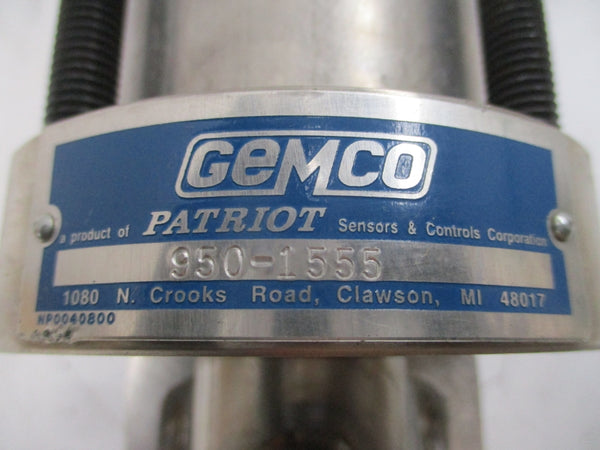 GEMCO
a product of PATRIOT Sensors & Controls Corporation
950-1555
1080 N. Crooks Road, Clawson, MI 48017
NP0040800